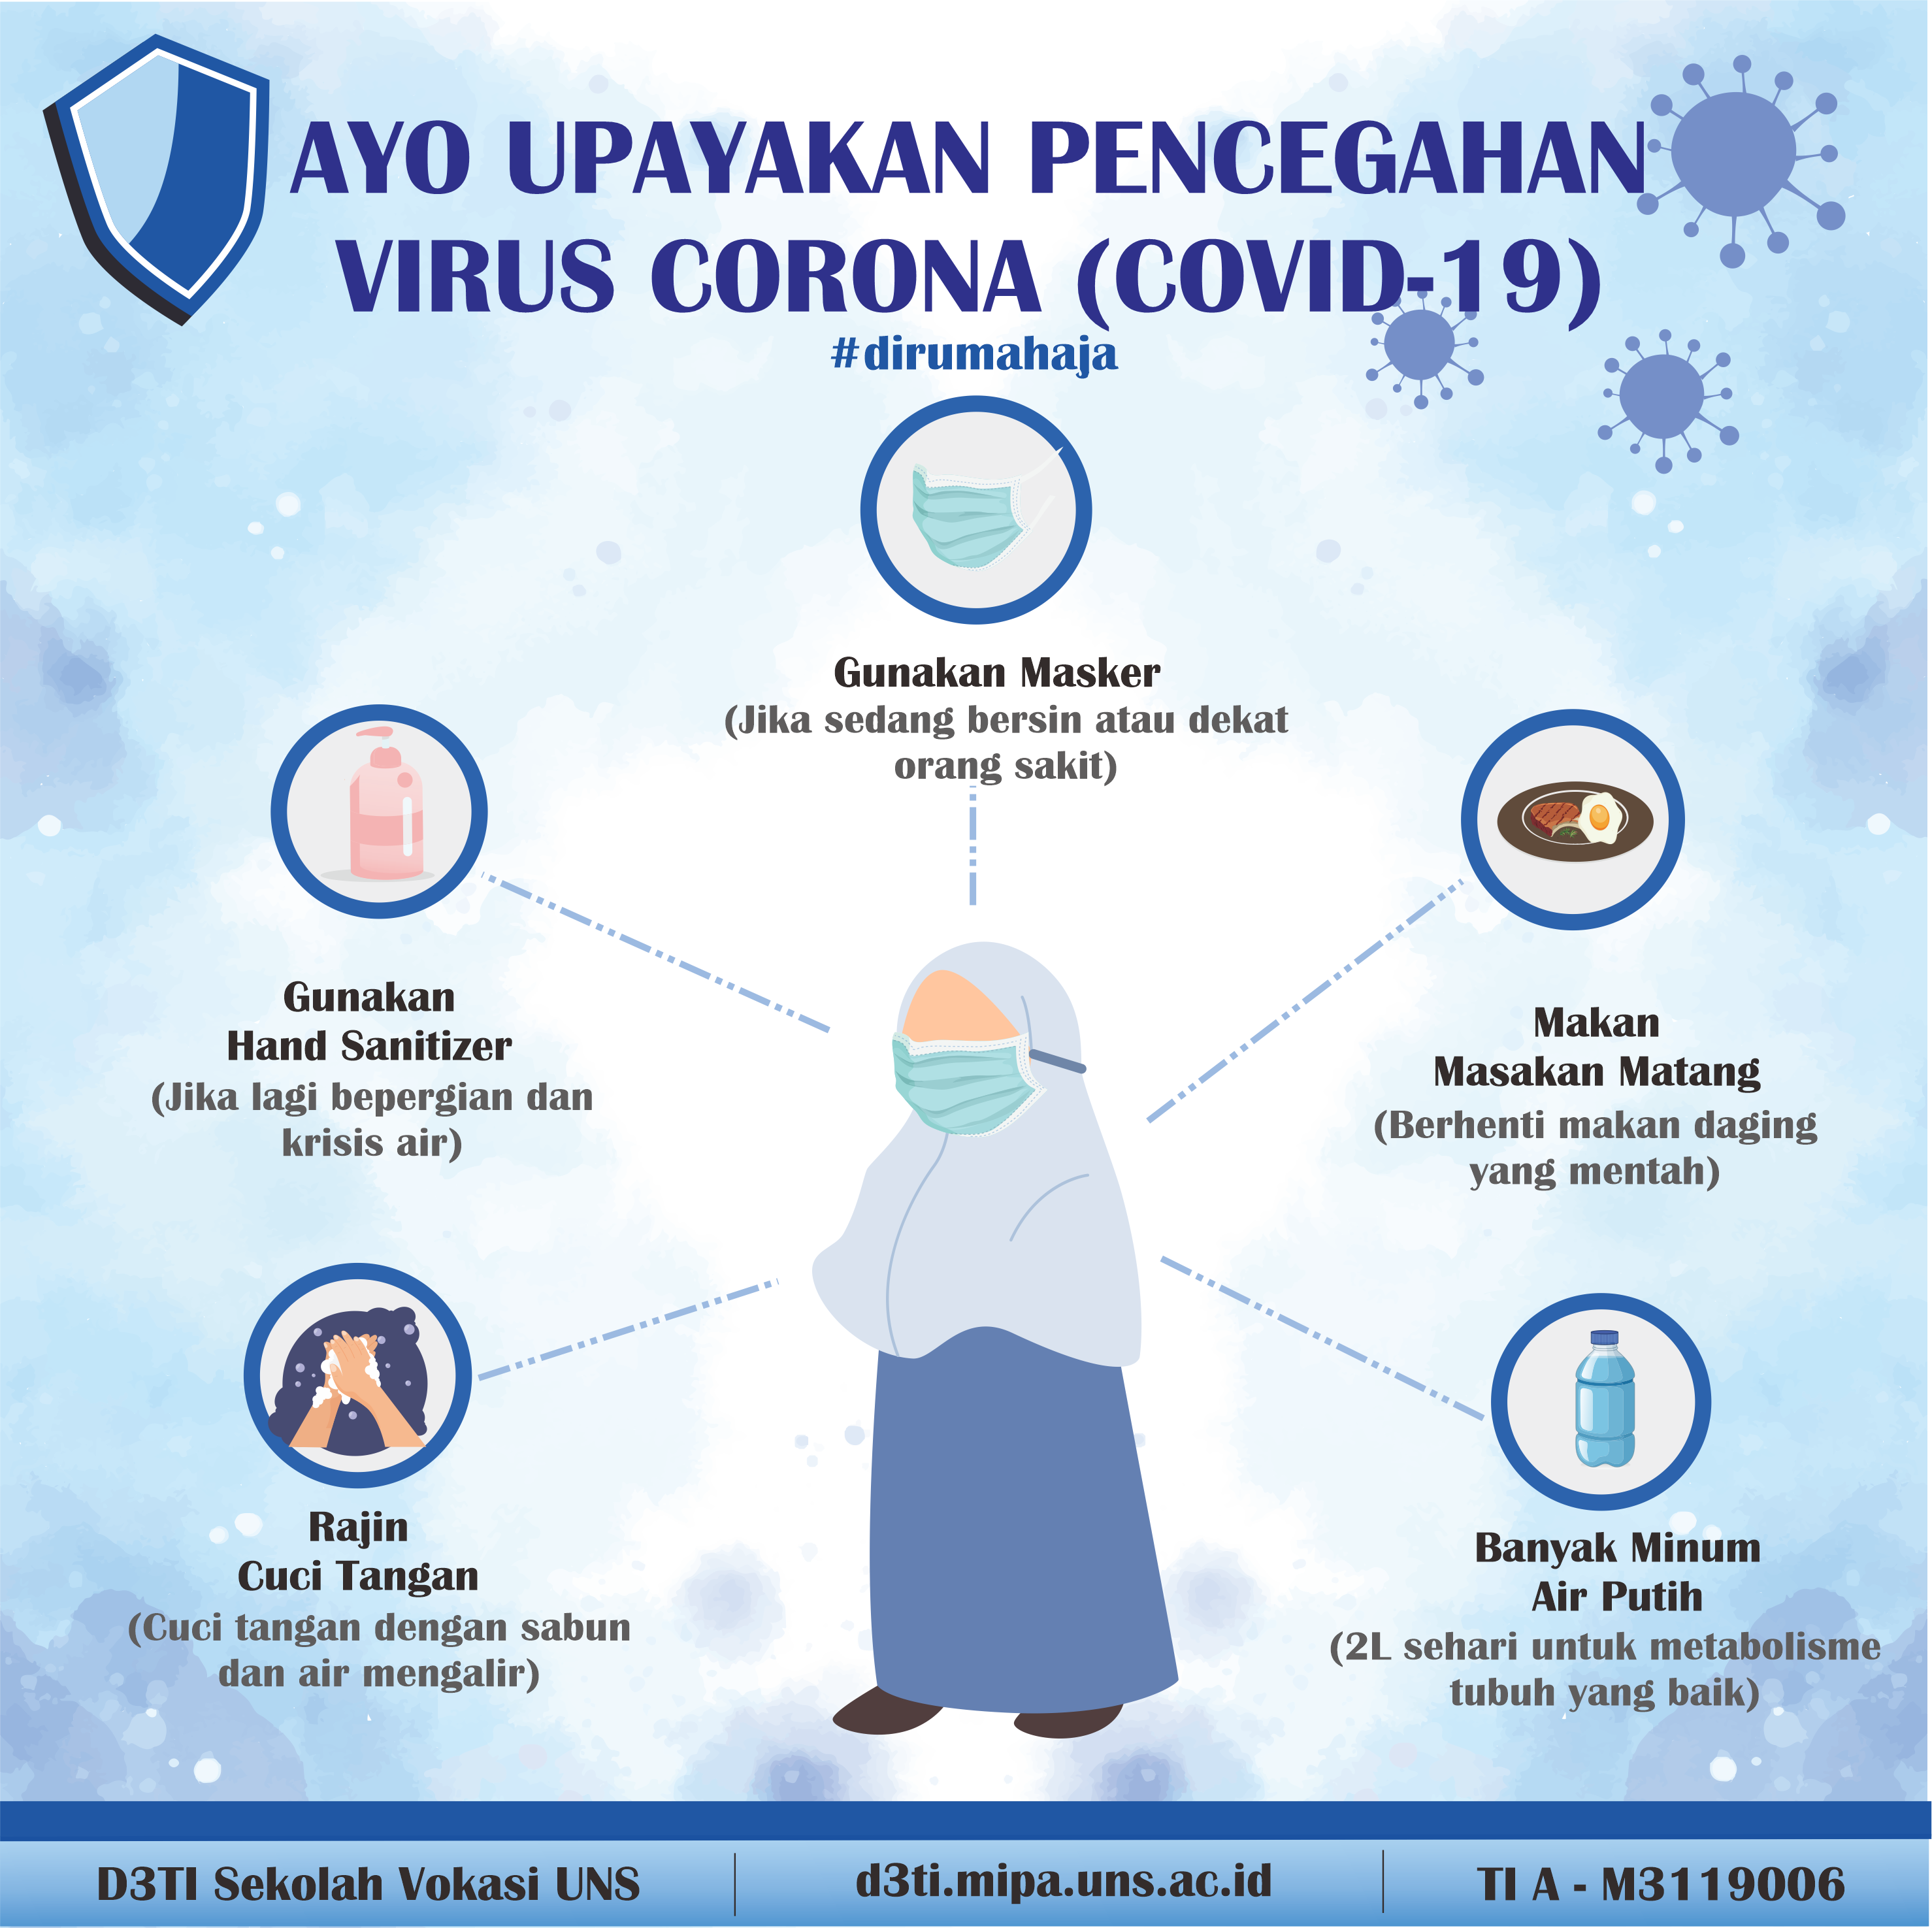 AYO UPAYAKAN PENCEGAHAN
VIRUS CORONA (COVID-19)
#dirumahaja
Gunakan Masker
(Jika sedang bersin atau dekat
orang sakit)
Gunakan
Hand Sanitizer
(Jika lagi bepergian dan
krisis air)
Makan
Masakan Matang
(Berhenti makan daging
yang mentah)
Rajin
Cuci Tangan
(Cuci tangan dengan sabun
dan air mengalir)
Banyak Minum
Air Putih
(2L sehari untuk metabolisme
tubuh yang baik)
D3TI Sekolah Vokasi UNS
d3ti.mipa.uns.ac.id
TI A - M3119006